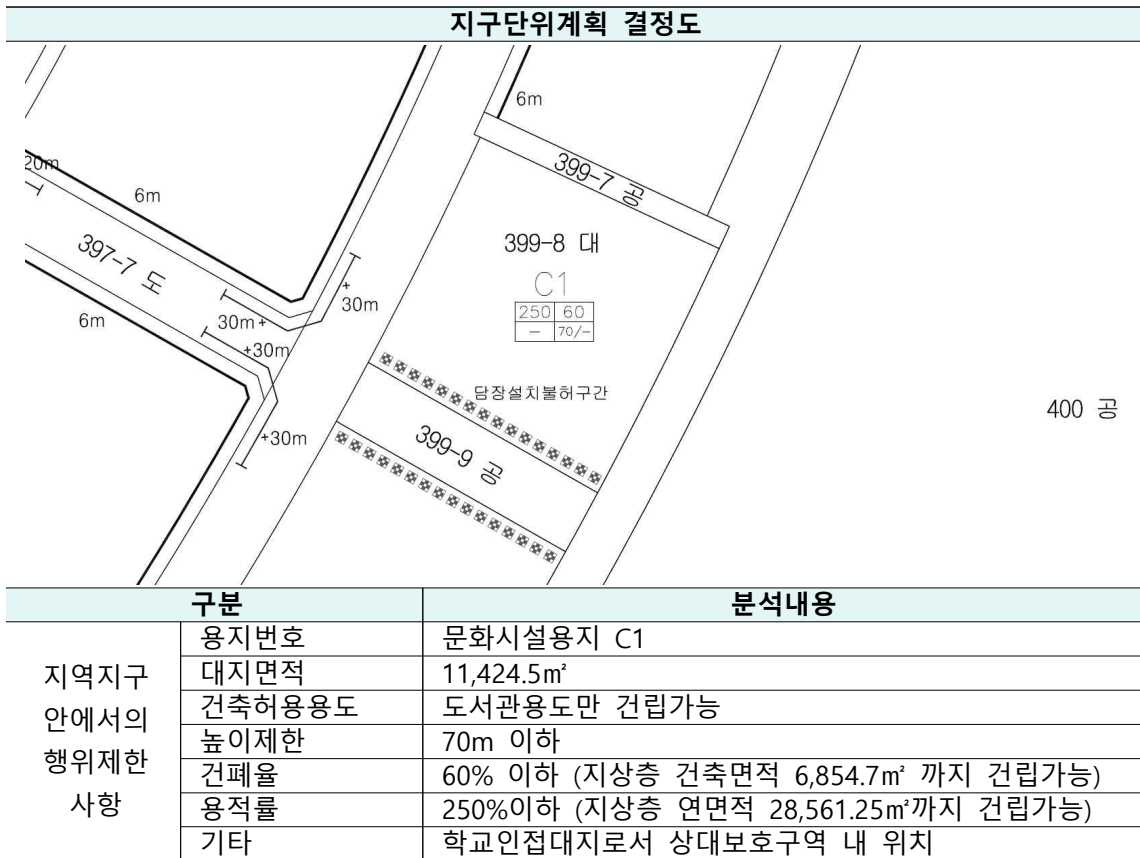 지구단위계획 결정도
6m
20m
399-7 공
6m
397-7 도
399-8 대
C1
250 60
- 70/-
+
30m
30m +
+30m
6m
담장설치불허구간
400 공
+30m
399-9 공
구분 분석내용
지역지구 안에서의 행위제한 사항
용지번호 문화시설용지 C1
대지면적 11,424.5㎡
건축허용용도 도서관용도만 건립가능
높이제한 70m 이하
건폐율 60% 이하 (지상층 건축면적 6,854.7㎡ 까지 건립가능)
용적률 250%이하 (지상층 연면적 28,561.25㎡까지 건립가능)
기타 학교인접대지로서 상대보호구역 내 위치